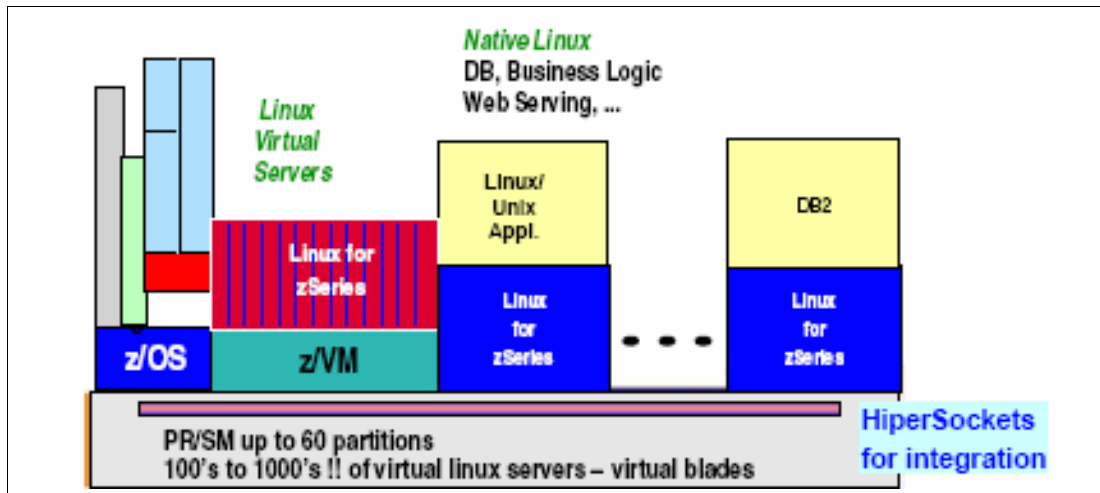 Native Linux
DB, Business Logic
Web Serving, ...
Linux
Virtual
Servers
Linux/
Unix
Appl.
DB2
Linux for
zSeries
Linux
for
zSeries
Linux
for
zSeries
z/OS
z/VM
HiperSockets
for integration
PR/SM up to 60 partitions
100's to 1000's !! of virtual linux servers – virtual blades